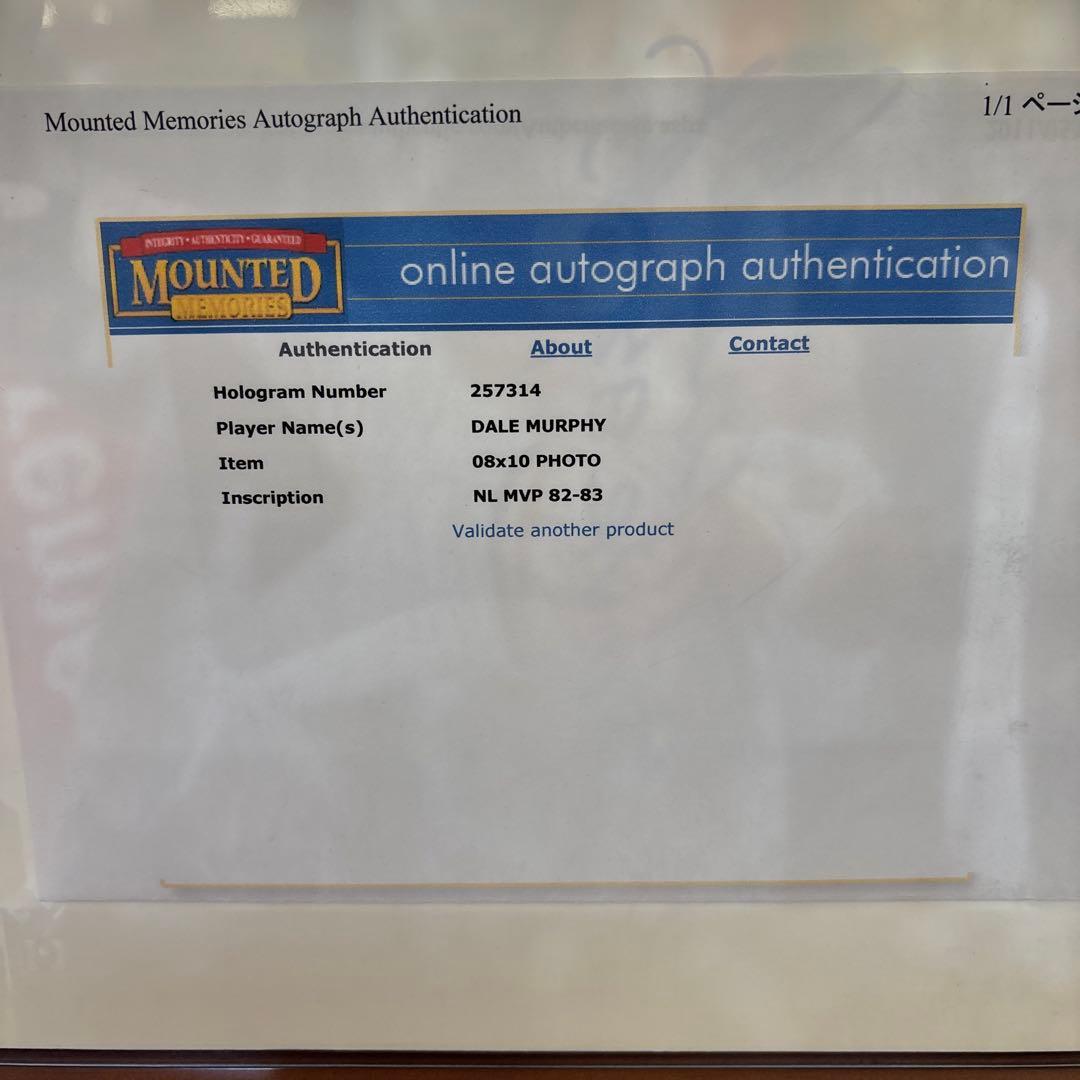 Mounted Memories Autograph Authentication
1/1 ページ
INTEGRITY • AUTHENTICITY • GUARANTEED
MOUNTED
MEMORIES
online autograph authentication
Authentication About Contact
Hologram Number 257314
Player Name(s) DALE MURPHY
Item 08x10 PHOTO
Inscription NL MVP 82-83
Validate another product